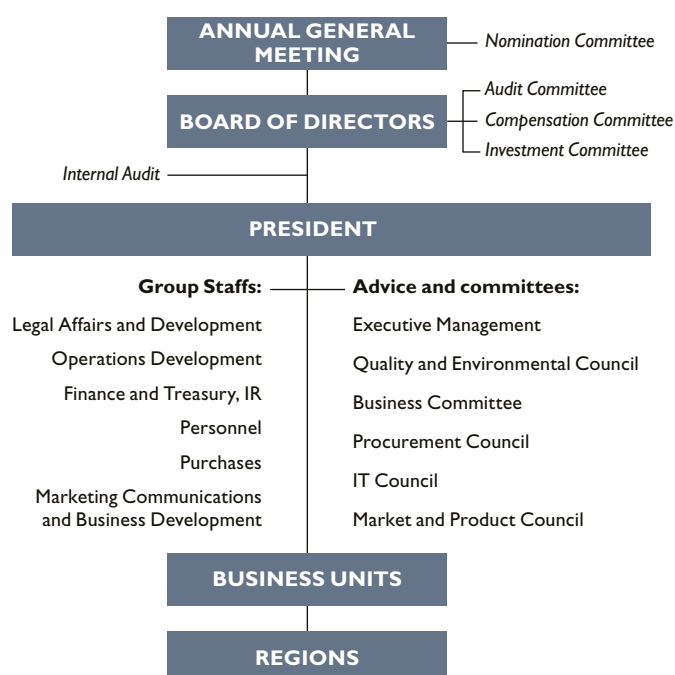 ANNUAL GENERAL
MEETING
Nomination Committee
BOARD OF DIRECTORS
Audit Committee
Compensation Committee
Investment Committee
Internal Audit
PRESIDENT
Group Staffs:
Legal Affairs and Development
Operations Development
Finance and Treasury, IR
Personnel
Purchases
Marketing Communications
and Business Development
Advice and committees:
Executive Management
Quality and Environmental Council
Business Committee
Procurement Council
IT Council
Market and Product Council
BUSINESS UNITS
REGIONS